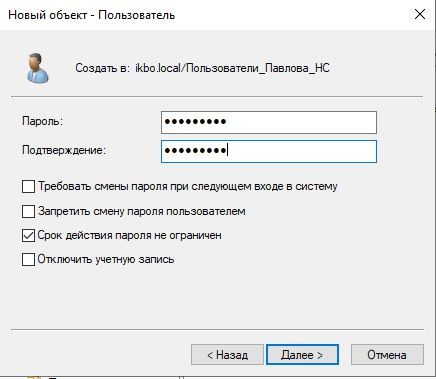 Новый объект - Пользователь
Создать в: ikbo.local/Пользователи_Павлова_НС
Пароль: ●●●●●●●●●
Подтверждение: ●●●●●●●●●
Требовать смены пароля при следующем входе в систему
Запретить смену пароля пользователем
Срок действия пароля не ограничен
Отключить учетную запись
< Назад Далее > Отмена